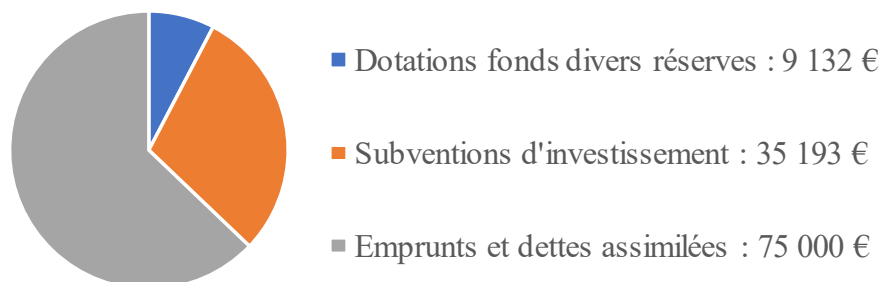 Dotations fonds divers réserves : 9 132 €
Subventions d'investissement : 35 193 €
Emprunts et dettes assimilées : 75 000 €